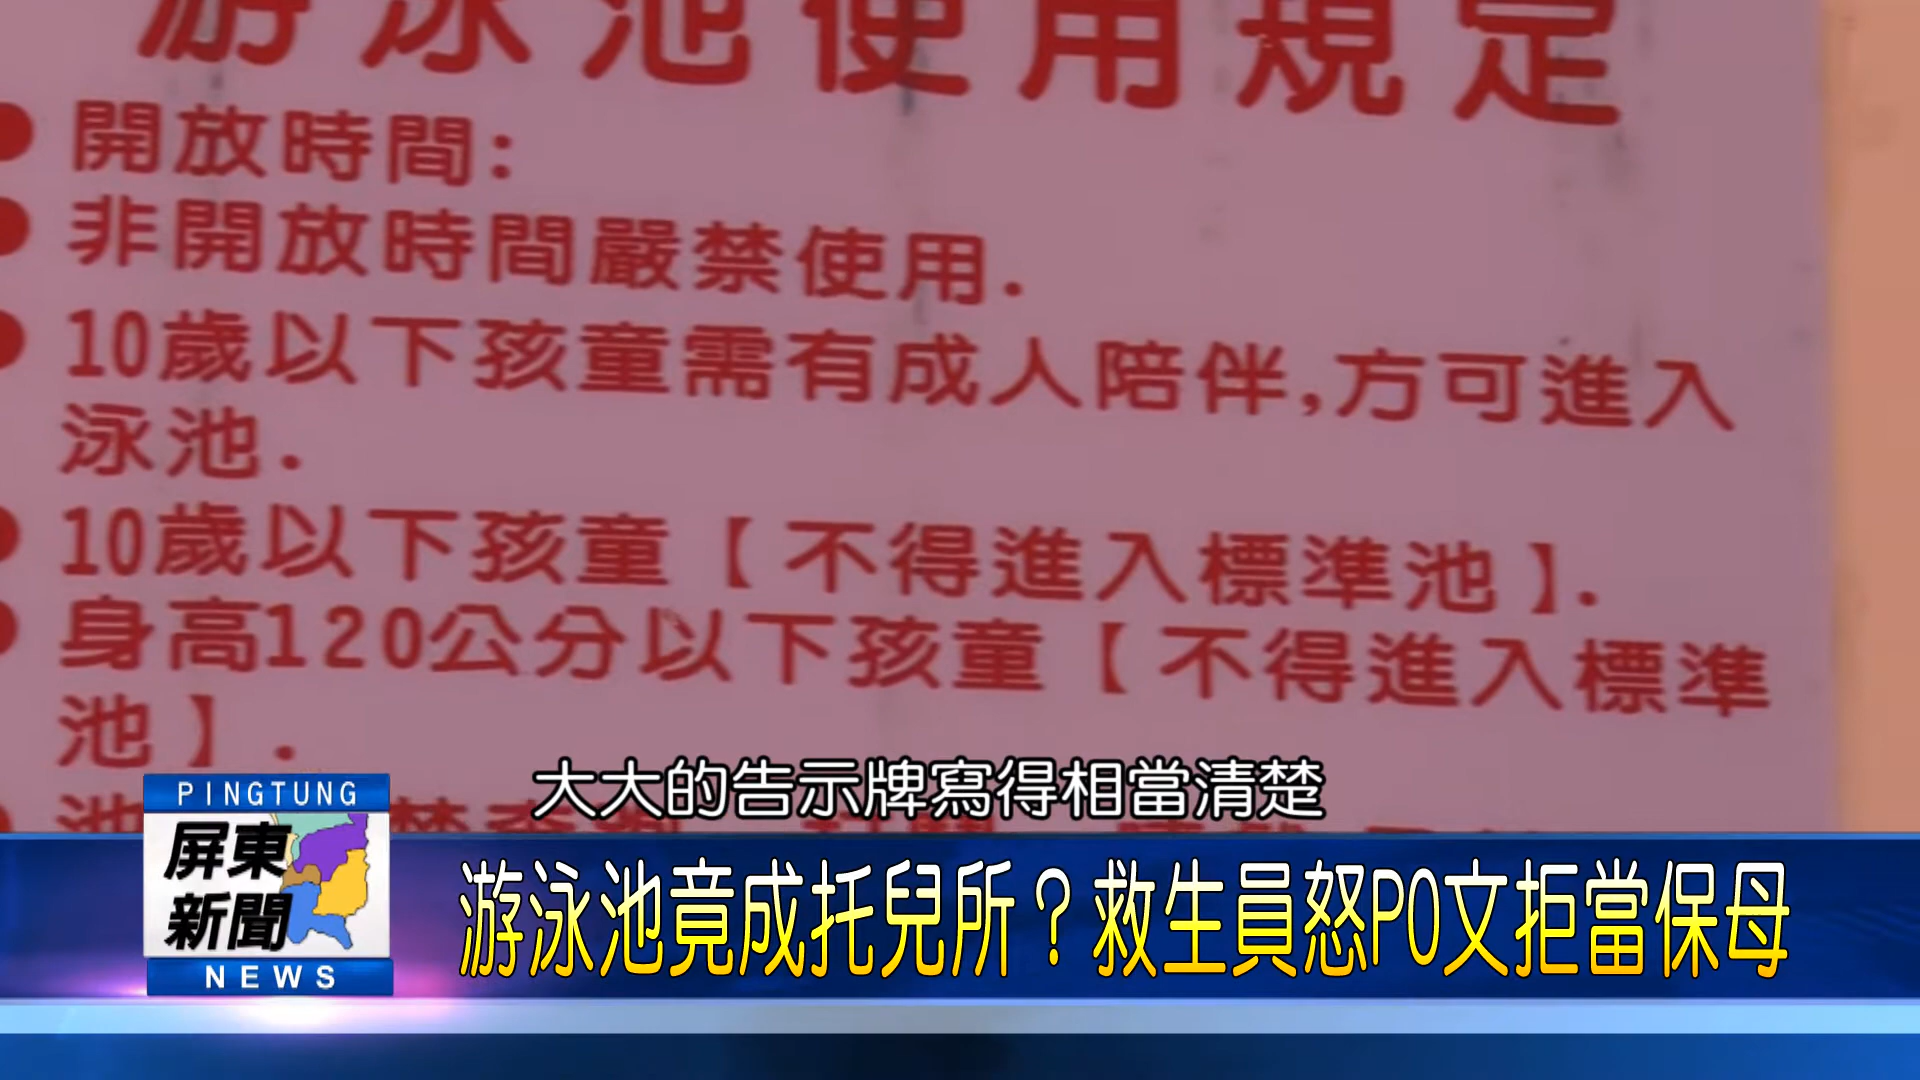 游泳池使用規定
● 開放時間:
● 非開放時間嚴禁使用.
● 10歲以下孩童需有成人陪伴,方可進入
泳池.
● 10歲以下孩童【不得進入標準池】.
● 身高120公分以下孩童【不得進入標準
池】.
大大的告示牌寫得相當清楚
PINGTUNG
屏東
新聞
NEWS
游泳池竟成托兒所？救生員怒PO文拒當保母